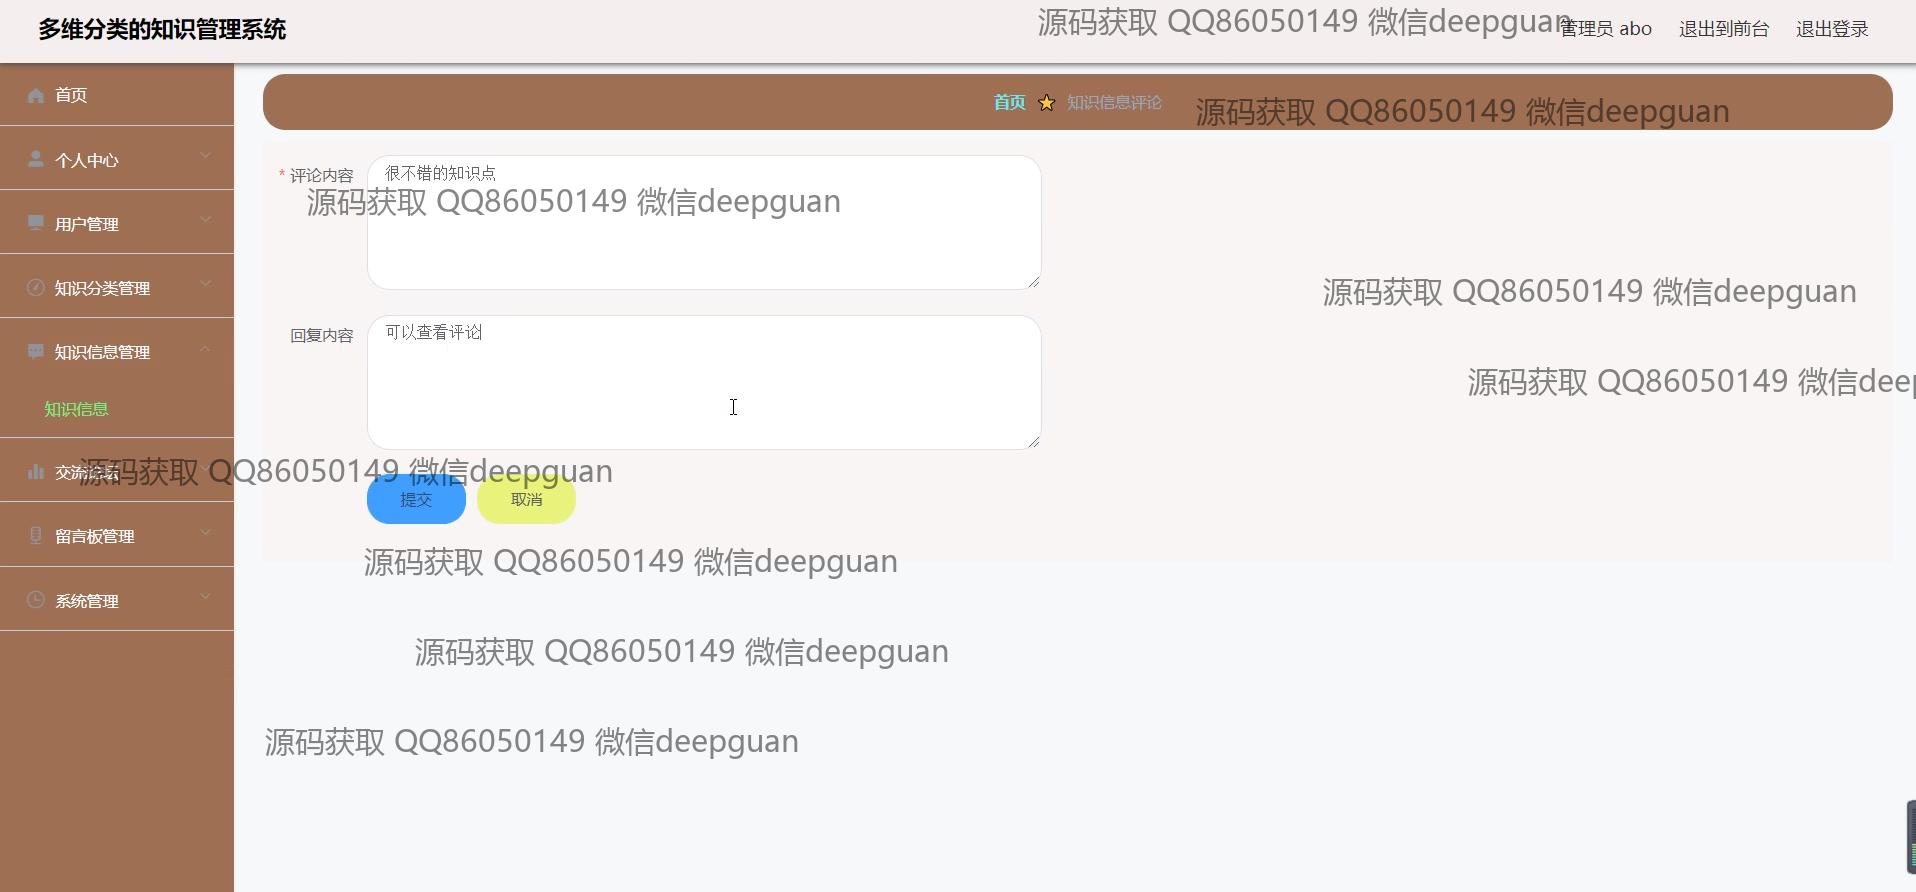 多维分类的知识管理系统
源码获取 QQ86050149 微信deepguan
管理员 abo 退出到前台 退出登录
首页
首页 知识信息评论
源码获取 QQ86050149 微信deepguan
个人中心
* 评论内容 很不错的知识点
源码获取 QQ86050149 微信deepguan
用户管理
知识分类管理
源码获取 QQ86050149 微信deepguan
回复内容 可以查看评论
知识信息管理
源码获取 QQ86050149 微信deep
知识信息
交流论坛
源码获取 QQ86050149 微信deepguan
提交 取消
留言板管理
源码获取 QQ86050149 微信deepguan
系统管理
源码获取 QQ86050149 微信deepguan
源码获取 QQ86050149 微信deepguan